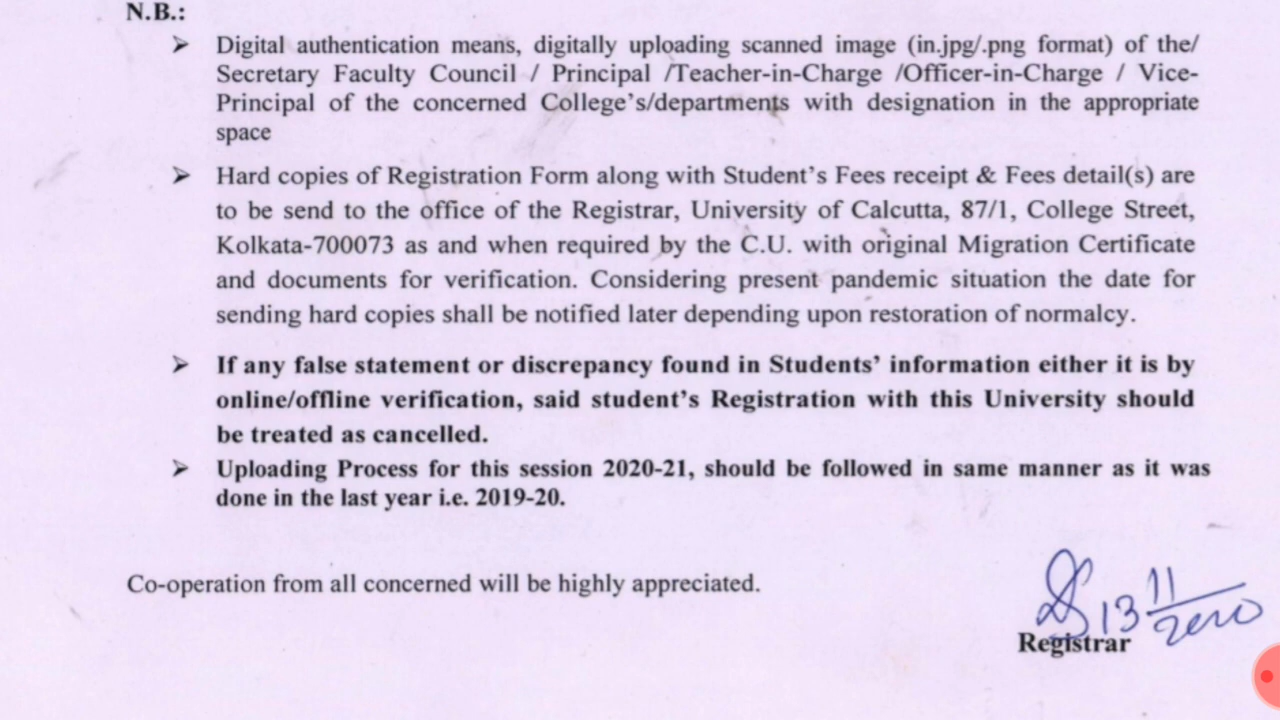 N.B.:
➢ Digital authentication means, digitally uploading scanned image (in.jpg/.png format) of the/
Secretary Faculty Council / Principal /Teacher-in-Charge /Officer-in-Charge / Vice-
Principal of the concerned College's/departments with designation in the appropriate
space
➢ Hard copies of Registration Form along with Student's Fees receipt & Fees detail(s) are
to be send to the office of the Registrar, University of Calcutta, 87/1, College Street,
Kolkata-700073 as and when required by the C.U. with original Migration Certificate
and documents for verification. Considering present pandemic situation the date for
sending hard copies shall be notified later depending upon restoration of normalcy.
➢ If any false statement or discrepancy found in Students' information either it is by
online/offline verification, said student's Registration with this University should
be treated as cancelled.
➢ Uploading Process for this session 2020-21, should be followed in same manner as it was
done in the last year i.e. 2019-20.
Co-operation from all concerned will be highly appreciated.
13 11/2020
Registrar